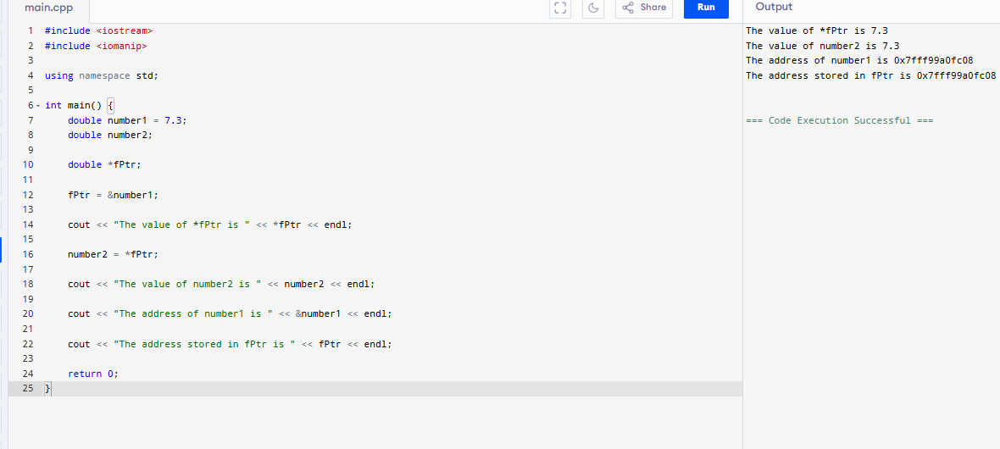 main.cpp
Share
Run
Output
1 #include <iostream>
2 #include <iomanip>
3
4 using namespace std;
5
6 int main() {
7     double number1 = 7.3;
8     double number2;
9
10     double *fPtr;
11
12     fPtr = &number1;
13
14     cout << "The value of *fPtr is " << *fPtr << endl;
15
16     number2 = *fPtr;
17
18     cout << "The value of number2 is " << number2 << endl;
19
20     cout << "The address of number1 is " << &number1 << endl;
21
22     cout << "The address stored in fPtr is " << fPtr << endl;
23
24     return 0;
25 }
The value of *fPtr is 7.3
The value of number2 is 7.3
The address of number1 is 0x7fff99a0fc08
The address stored in fPtr is 0x7fff99a0fc08
=== Code Execution Successful ===